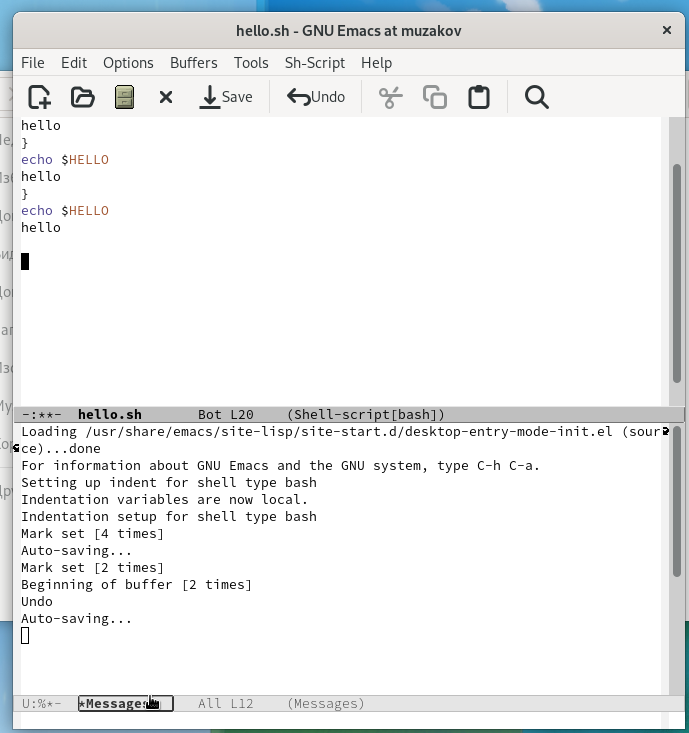 hello.sh - GNU Emacs at muzakov
File Edit Options Buffers Tools Sh-Script Help
Save Undo
hello
}
echo $HELLO
hello
}
echo $HELLO
hello
-:**- hello.sh Bot L20 (Shell-script[bash])
Loading /usr/share/emacs/site-lisp/site-start.d/desktop-entry-mode-init.el (sour
ce)...done
For information about GNU Emacs and the GNU system, type C-h C-a.
Setting up indent for shell type bash
Indentation variables are now local.
Indentation setup for shell type bash
Mark set [4 times]
Auto-saving...
Mark set [2 times]
Beginning of buffer [2 times]
Undo
Auto-saving...
U:%*- *Messages All L12 (Messages)